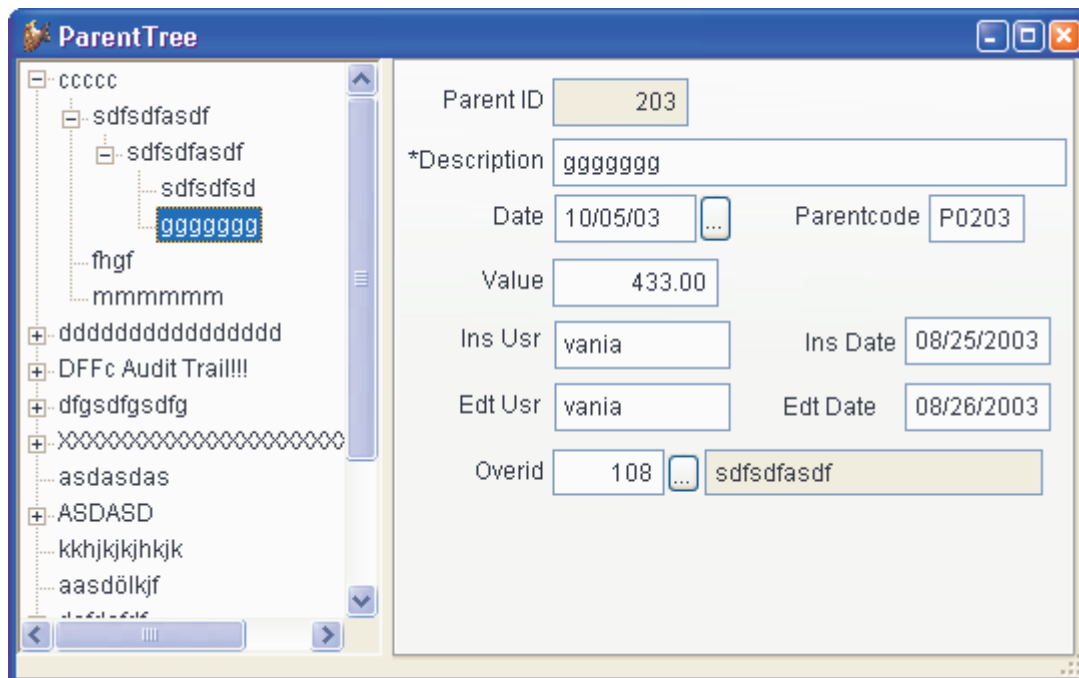 ParentTree
ccccc
sdfsdfasdf
sdfsdfasdf
sdfsdfsd
ggggggg
fhgf
mmmmmm
dddddddddddddddd
DFFc Audit Trail!!!
dfgsdfgsdfg
asdasdas
ASDASD
kkhjkjkjhkjk
aasdölkjf
Parent ID 203
*Description ggggggg
Date 10/05/03 ... Parentcode P0203
Value 433.00
Ins Usr vania Ins Date 08/25/2003
Edt Usr vania Edt Date 08/26/2003
Overid 108 ... sdfsdfasdf